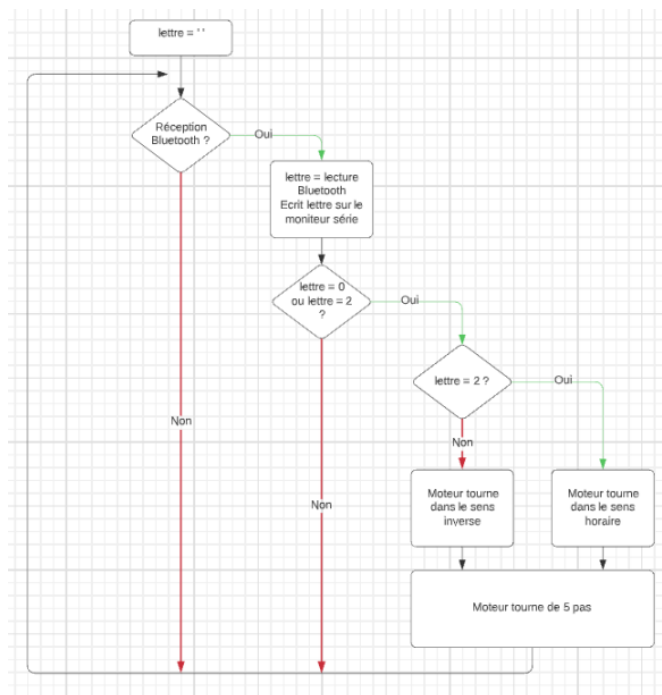 lettre = ' '
Réception
Bluetooth ?
Oui
lettre = lecture
Bluetooth
Ecrit lettre sur le
moniteur série
lettre = 0
ou lettre = 2
?
Oui
lettre = 2 ?
Oui
Non
Non
Moteur tourne
dans le sens
inverse
Moteur tourne
dans le sens
horaire
Non
Moteur tourne de 5 pas